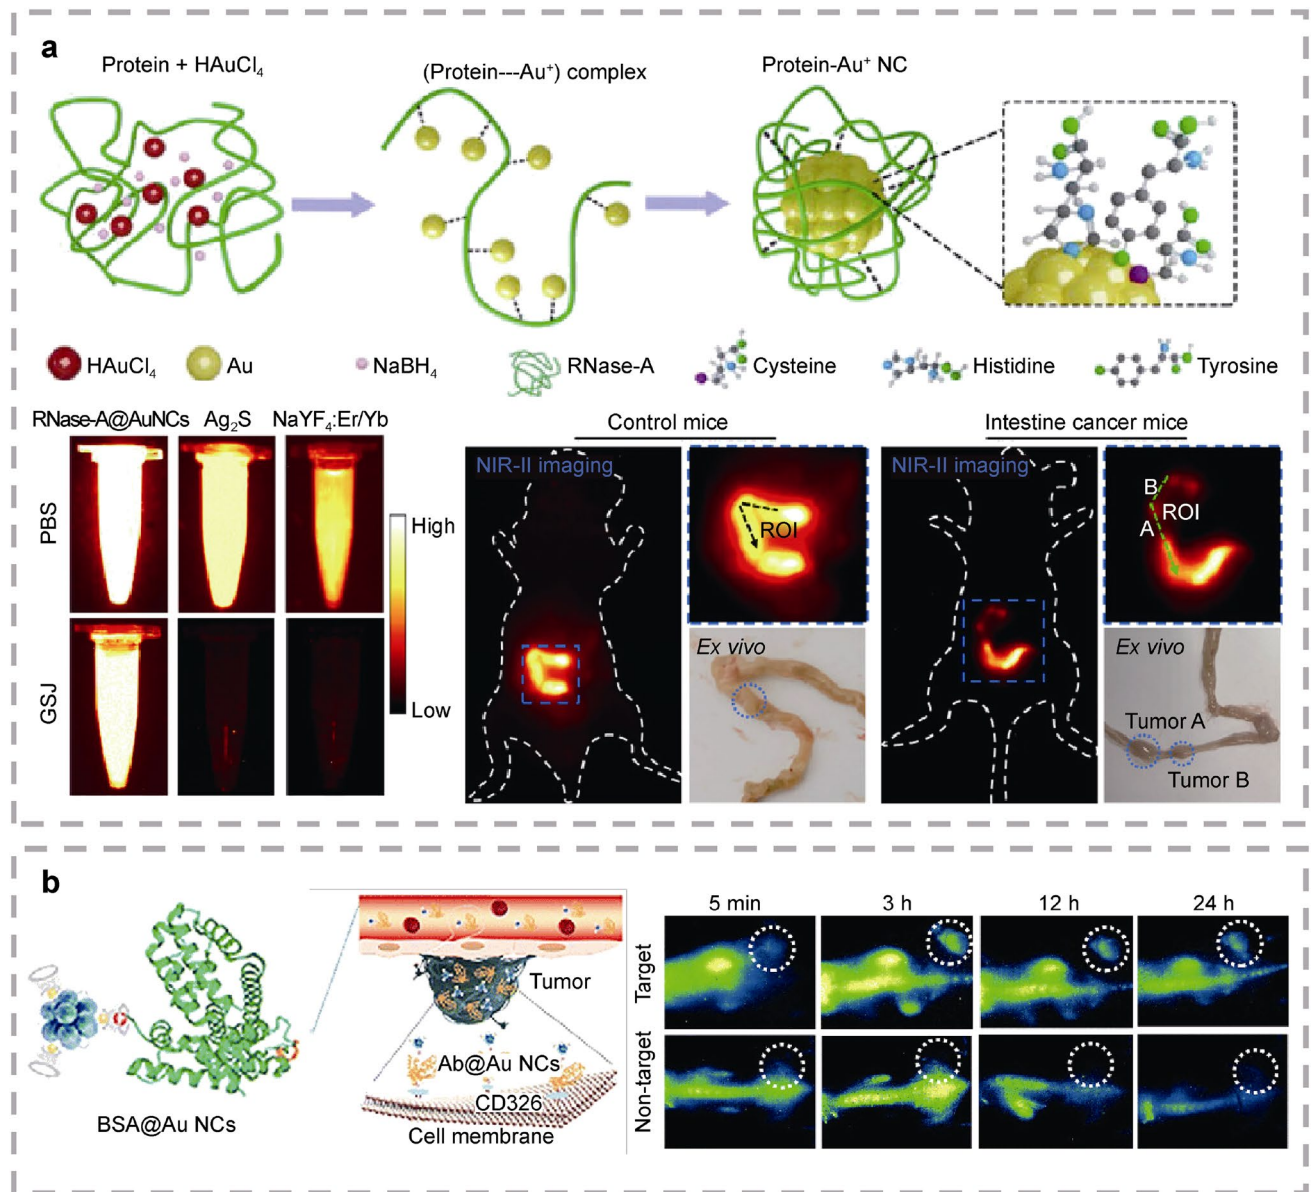 a
Protein + HAuCl₄
(Protein---Au⁺) complex
Protein-Au⁺ NC
HAuCl₄
Au
NaBH₄
RNase-A
Cysteine
Histidine
Tyrosine
RNase-A@AuNCs
Ag₂S
NaYF₄:Er/Yb
PBS
GSJ
High
Low
Control mice
NIR-II imaging
ROI
Ex vivo
Intestine cancer mice
NIR-II imaging
B
ROI
A
Ex vivo
Tumor A
Tumor B
b
BSA@Au NCs
Tumor
Ab@Au NCs
CD326
Cell membrane
5 min
3 h
12 h
24 h
Target
Non-target